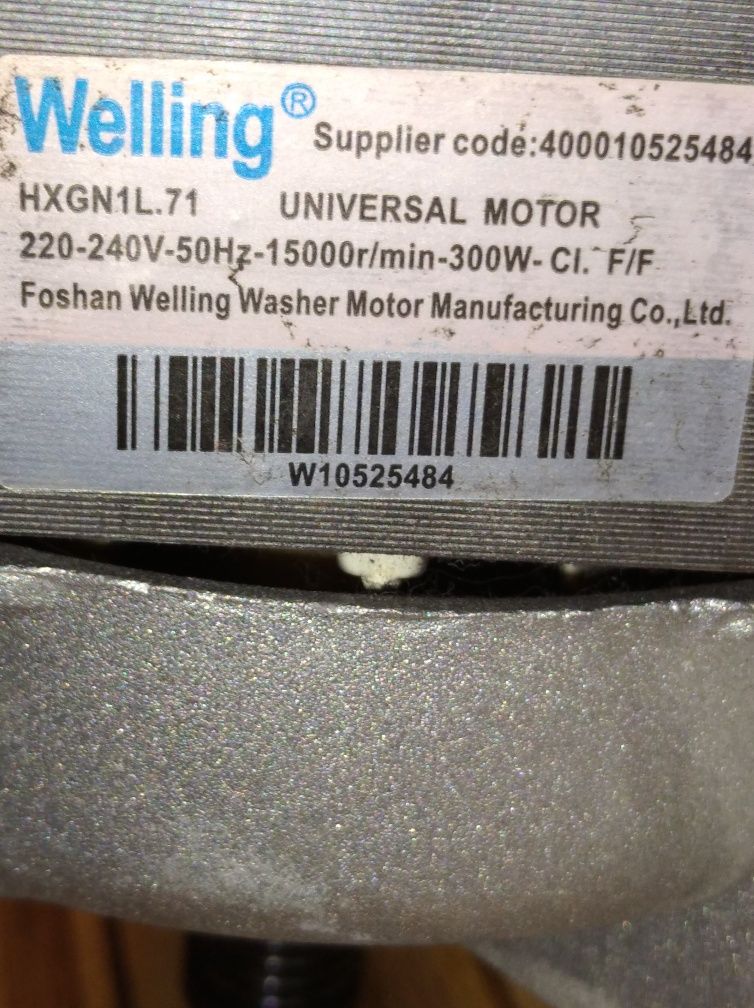 Welling®
Supplier code:400010525484
HXGN1L.71 UNIVERSAL MOTOR
220-240V-50Hz-15000r/min-300W- Cl. F/F
Foshan Welling Washer Motor Manufacturing Co.,Ltd.
W10525484